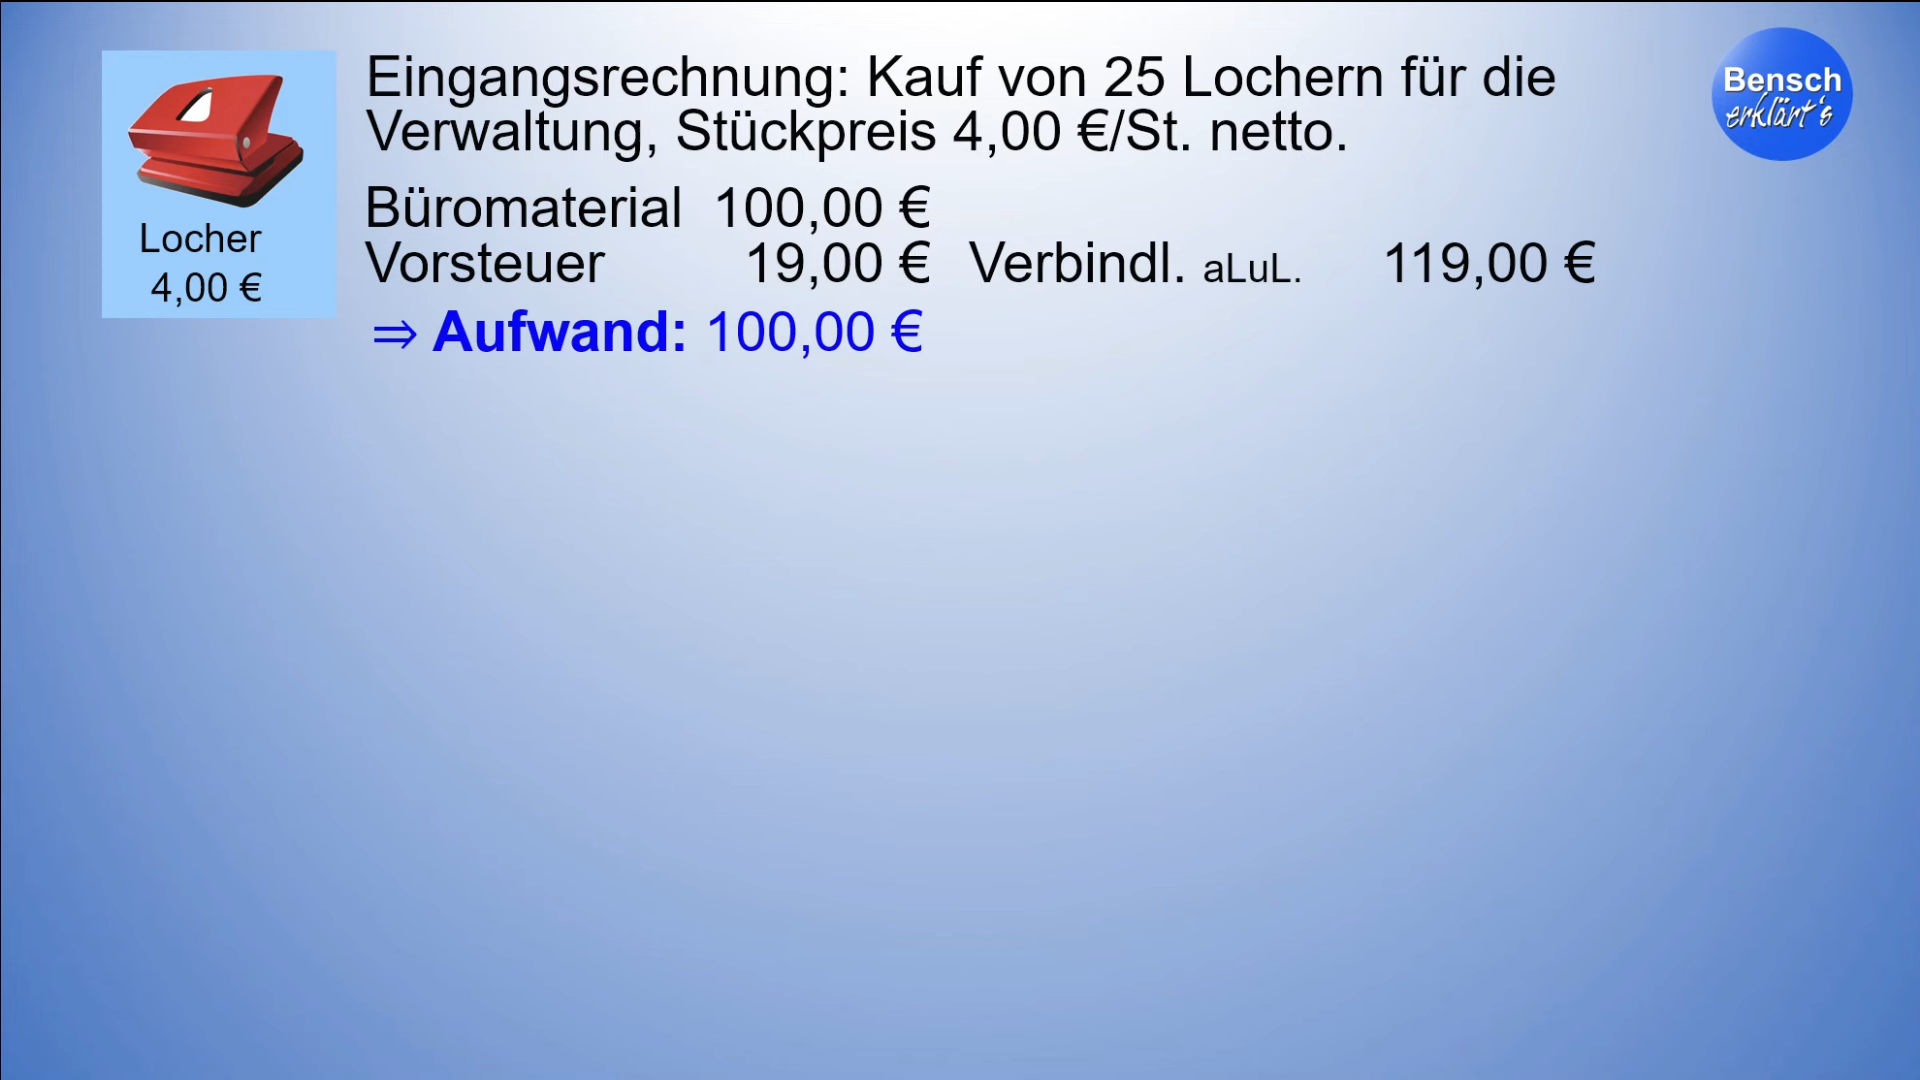 Eingangsrechnung: Kauf von 25 Lochern für die
Verwaltung, Stückpreis 4,00 €/St. netto.
Bensch
erklärt's
Locher
4,00 €
Büromaterial 100,00 €
Vorsteuer 19,00 € Verbindl. aLuL. 119,00 €
⇒ Aufwand: 100,00 €